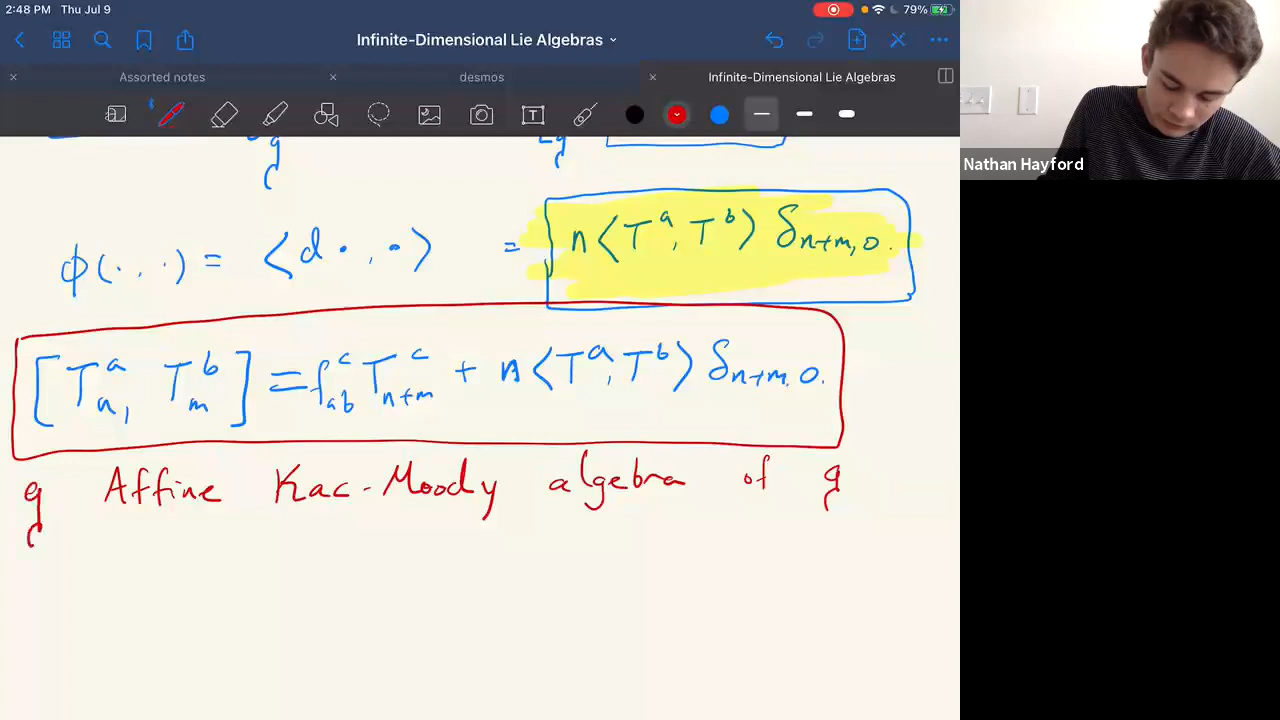 2:48 PM Thu Jul 9
79%
Infinite-Dimensional Lie Algebras
Assorted notes
desmos
Infinite-Dimensional Lie Algebras
T
Nathan Hayford
ϕ(·,·) = ⟨d·,·⟩ = n⟨T^a, T^b⟩ δ_{n+m,0}.
[T^a_n, T^b_m] = f^c_{ab} T^c_{n+m} + n⟨T^a, T^b⟩ δ_{n+m,0}.
g Affine Kac-Moody algebra of g